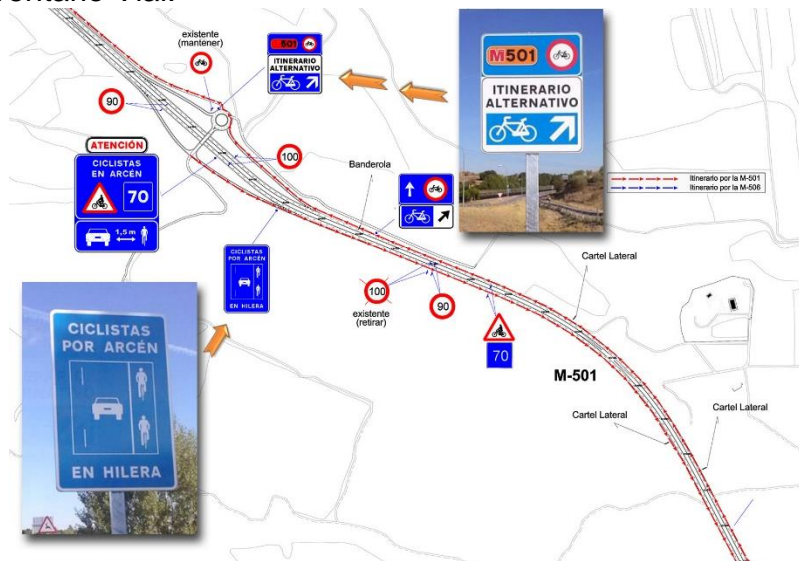 existente
(mantener)
501
ITINERARIO
ALTERNATIVO
90
ATENCIÓN
CICLISTAS
EN ARCÉN
70
1,5 m
100
Banderola
M501
ITINERARIO
ALTERNATIVO
Itinerario por la M-501
Itinerario por la M-506
CICLISTAS
POR ARCÉN
EN HILERA
100
existente
(retirar)
90
70
Cartel Lateral
M-501
Cartel Lateral
Cartel Lateral
CICLISTAS
POR ARCÉN
EN HILERA